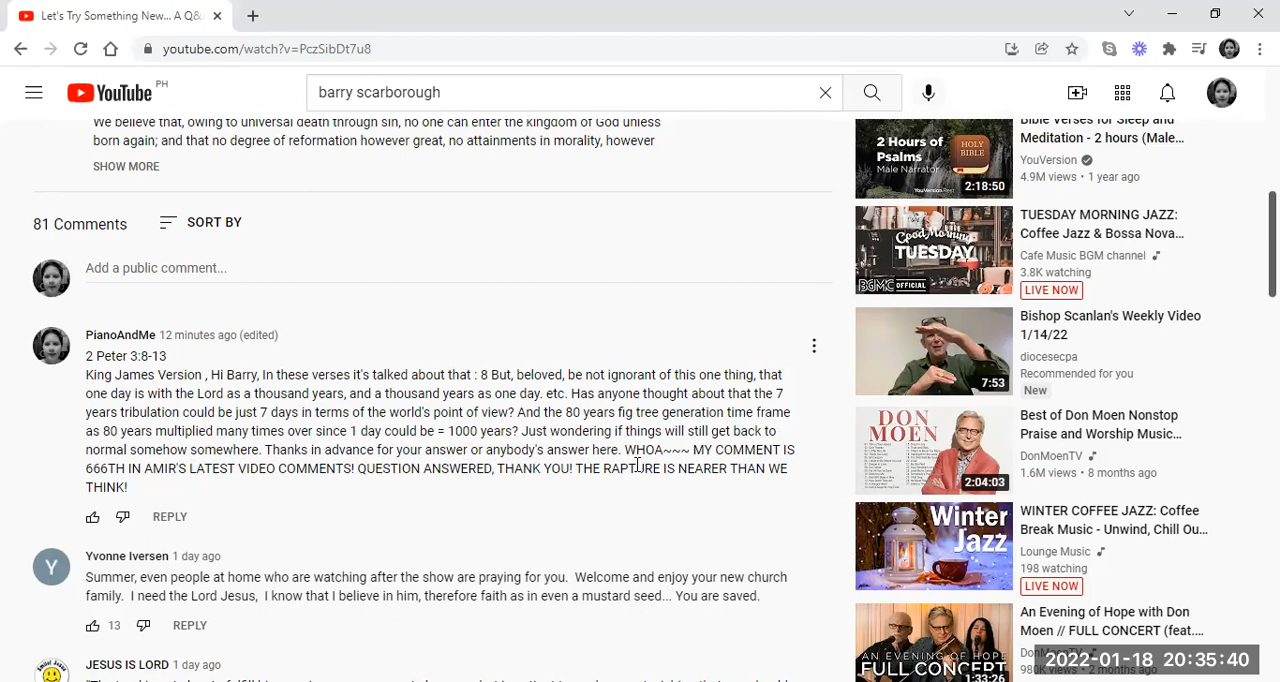 Let's Try Something New... A Q&
youtube.com/watch?v=PczSibDt7u8
YouTube PH
barry scarborough
We believe that, owing to universal death through sin, no one can enter the kingdom of God unless
born again; and that no degree of reformation however great, no attainments in morality, however
SHOW MORE
81 Comments
SORT BY
Add a public comment...
PianoAndMe 12 minutes ago (edited)
2 Peter 3:8-13
King James Version , Hi Barry, In these verses it's talked about that : 8 But, beloved, be not ignorant of this one thing, that
one day is with the Lord as a thousand years, and a thousand years as one day. etc. Has anyone thought about that the 7
years tribulation could be just 7 days in terms of the world's point of view? And the 80 years fig tree generation time frame
as 80 years multiplied many times over since 1 day could be = 1000 years? Just wondering if things will still get back to
normal somehow somewhere. Thanks in advance for your answer or anybody's answer here. WHOA~~~ MY COMMENT IS
666TH IN AMIR'S LATEST VIDEO COMMENTS! QUESTION ANSWERED, THANK YOU! THE RAPTURE IS NEARER THAN WE
THINK!
REPLY
Y
Yvonne Iversen 1 day ago
Summer, even people at home who are watching after the show are praying for you. Welcome and enjoy your new church
family. I need the Lord Jesus, I know that I believe in him, therefore faith as in even a mustard seed... You are saved.
13
REPLY
JESUS IS LORD 1 day ago
2 Hours of
Psalms
Male Narrator
HOLY
BIBLE
YouVersion Rest
2:18:50
Bible Verses for Sleep and
Meditation - 2 hours (Male...
YouVersion
4.9M views • 1 year ago
Good Morning
TUESDAY
BGMC OFFICIAL
TUESDAY MORNING JAZZ:
Coffee Jazz & Bossa Nova...
Cafe Music BGM channel
3.8K watching
LIVE NOW
7:53
Bishop Scanlan's Weekly Video
1/14/22
diocesecpa
Recommended for you
New
DON
MOEN
2:04:03
Best of Don Moen Nonstop
Praise and Worship Music...
DonMoenTV
1.6M views • 8 months ago
Winter
Jazz
WINTER COFFEE JAZZ: Coffee
Break Music - Unwind, Chill Ou...
Lounge Music
198 watching
LIVE NOW
AN EVENING OF HOPE WITH
FULL CONCERT
1:33:26
An Evening of Hope with Don
Moen // FULL CONCERT (feat....
DonMoenTV
2022-01-18 20:35:40